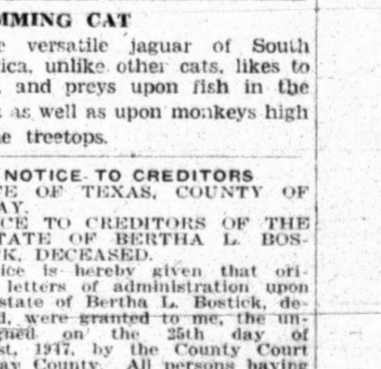 MMING CAT
versatile jaguar of South
ica, unlike other cats, likes to
, and preys upon fish in the
as well as upon monkeys high
e treetops.
NOTICE TO CREDITORS
E OF TEXAS, COUNTY OF
AY.
CE TO CREDITORS OF THE
TATE OF BERTHA L. BOS-
K, DECEASED.
ice is hereby given that ori-
letters of administration upon
state of Bertha L. Bostick, de-
d, were granted to me, the un-
gned on the 25th day of
st, 1947, by the County Court
ay County. All persons having